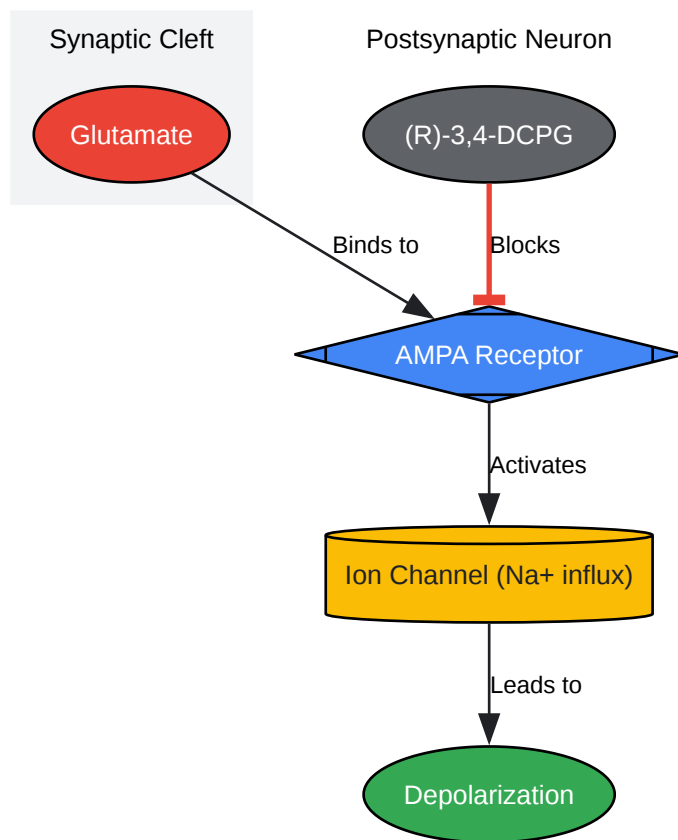 Synaptic Cleft
Postsynaptic Neuron
Glutamate
(R)-3,4-DCPG
Binds to
Blocks
AMPA Receptor
Activates
Ion Channel (Na+ influx)
Leads to
Depolarization